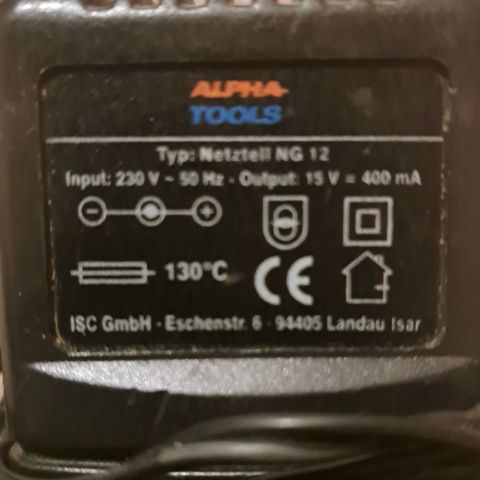 ALPHA-
TOOLS
Typ: Netzteil NG 12
Input: 230 V ~ 50 Hz - Output: 15 V = 400 mA
130°C
CE
ISC GmbH - Eschenstr. 6 - 94405 Landau Isar